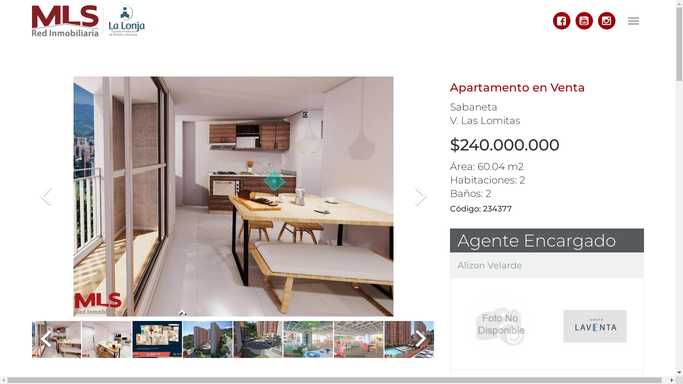 MLS
Red Inmobiliaria
La Lonja
Apartamento en Venta
Sabaneta
V. Las Lomitas
$240.000.000
Área: 60.04 m2
Habitaciones: 2
Baños: 2
Código: 234377
Agente Encargado
Alizon Velarde
Foto No
Disponible
LAVENTA
MLS
Red Inmobiliaria